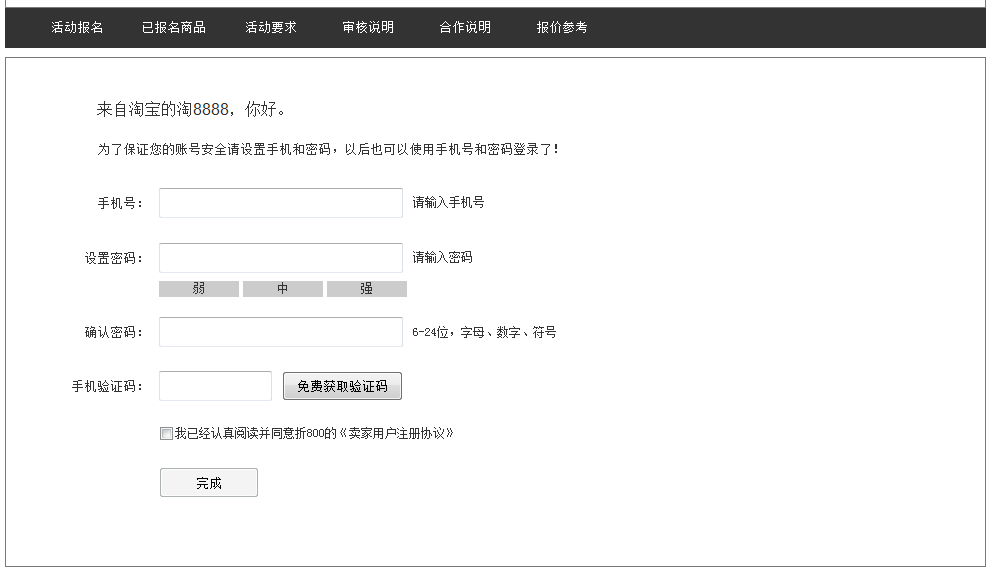 活动报名 已报名商品 活动要求 审核说明 合作说明 报价参考
来自淘宝的淘8888，你好。
为了保证您的账号安全请设置手机和密码，以后也可以使用手机号和密码登录了！
手机号： 请输入手机号
设置密码： 请输入密码
弱 中 强
确认密码： 6-24位，字母、数字、符号
手机验证码： 免费获取验证码
我已经认真阅读并同意折800的《卖家用户注册协议》
完成